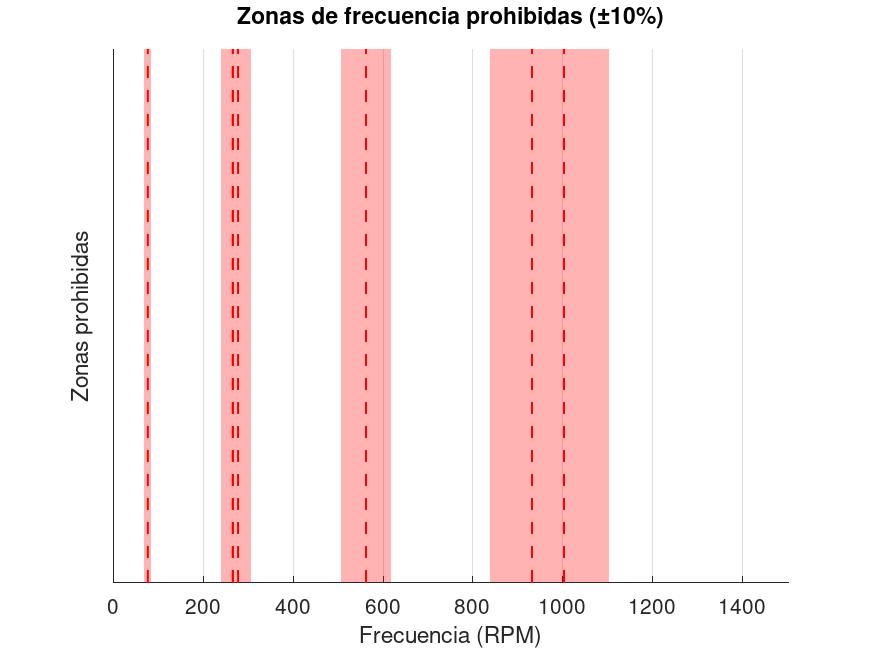 Zonas de frecuencia prohibidas (±10%)
Zonas prohibidas
0 200 400 600 800 1000 1200 1400
Frecuencia (RPM)